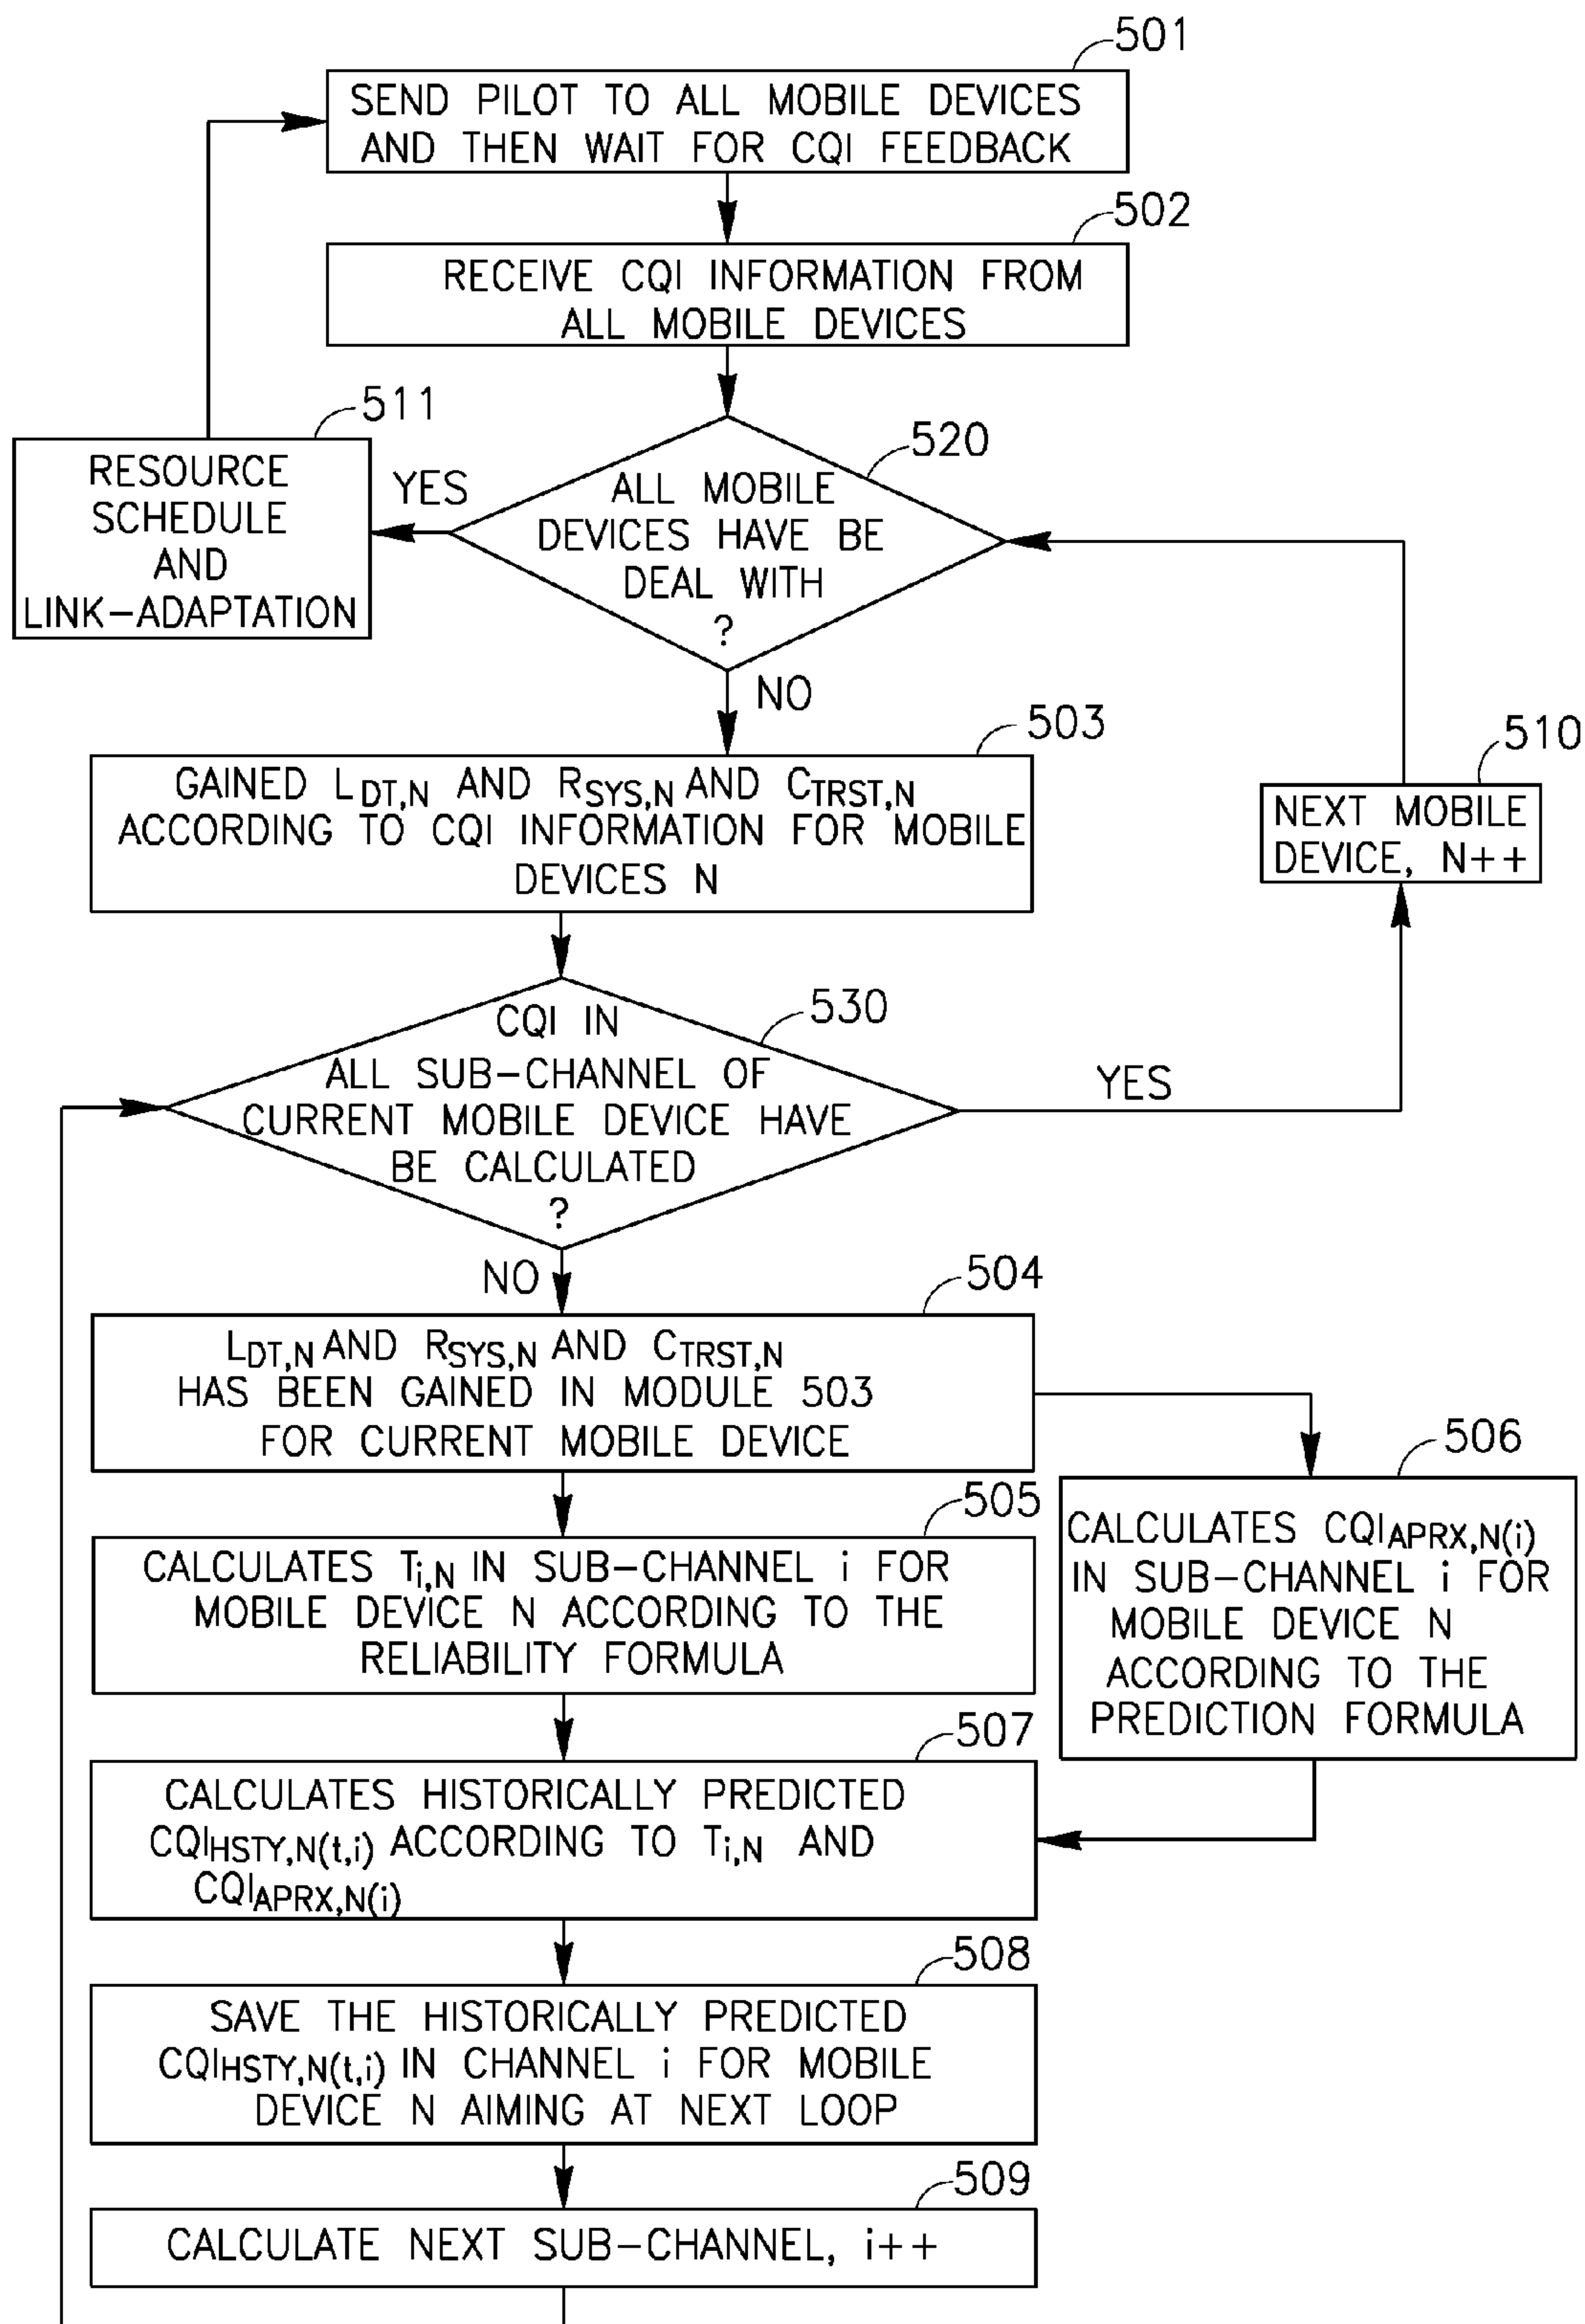 501
SEND PILOT TO ALL MOBILE DEVICES
AND THEN WAIT FOR CQI FEEDBACK
502
RECEIVE CQI INFORMATION FROM
ALL MOBILE DEVICES
511
RESOURCE
SCHEDULE
AND
LINK-ADAPTATION
YES
520
ALL MOBILE
DEVICES HAVE BE
DEAL WITH
?
NO
503
GAINED LDT,N AND RSYS,N AND CTRST,N
ACCORDING TO CQI INFORMATION FOR MOBILE
DEVICES N
510
NEXT MOBILE
DEVICE, N++
530
CQI IN
ALL SUB-CHANNEL OF
CURRENT MOBILE DEVICE HAVE
BE CALCULATED
?
YES
NO
504
LDT,N AND RSYS,N AND CTRST,N
HAS BEEN GAINED IN MODULE 503
FOR CURRENT MOBILE DEVICE
505
CALCULATES Ti,N IN SUB-CHANNEL i FOR
MOBILE DEVICE N ACCORDING TO THE
RELIABILITY FORMULA
506
CALCULATES CQIAPRX,N(i)
IN SUB-CHANNEL i FOR
MOBILE DEVICE N
ACCORDING TO THE
PREDICTION FORMULA
507
CALCULATES HISTORICALLY PREDICTED
CQIHSTY,N(t,i) ACCORDING TO Ti,N AND
CQIAPRX,N(i)
508
SAVE THE HISTORICALLY PREDICTED
CQIHSTY,N(t,i) IN CHANNEL i FOR MOBILE
DEVICE N AIMING AT NEXT LOOP
509
CALCULATE NEXT SUB-CHANNEL, i++